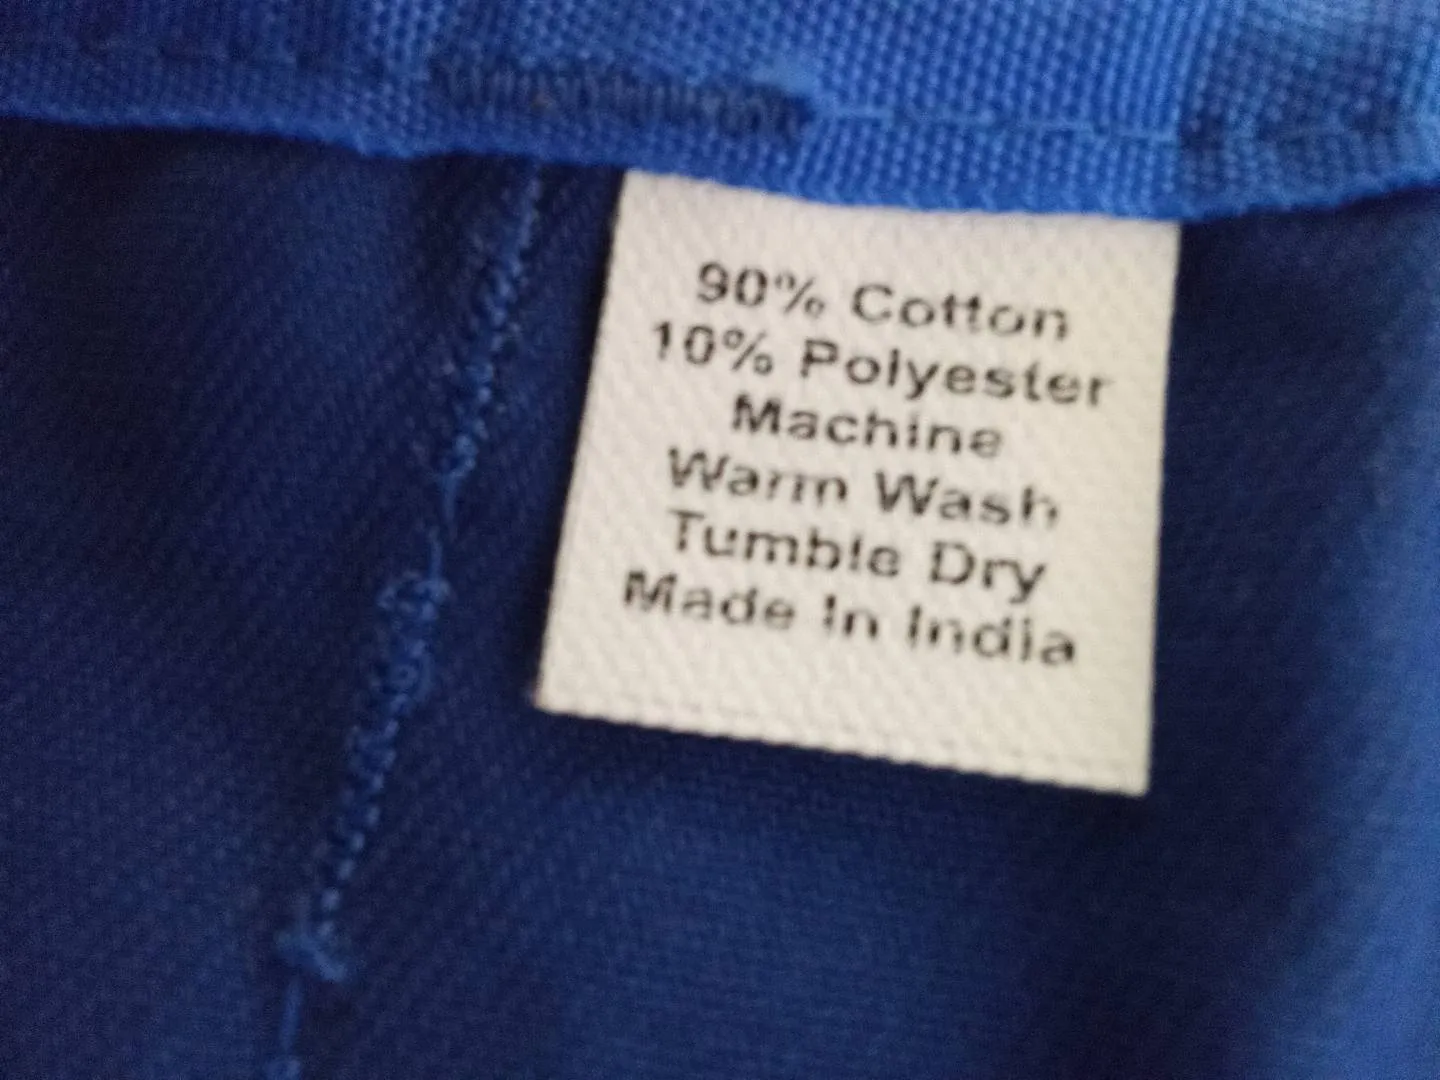 90% Cotton
10% Polyester
Machine
Warm Wash
Tumble Dry
Made In India